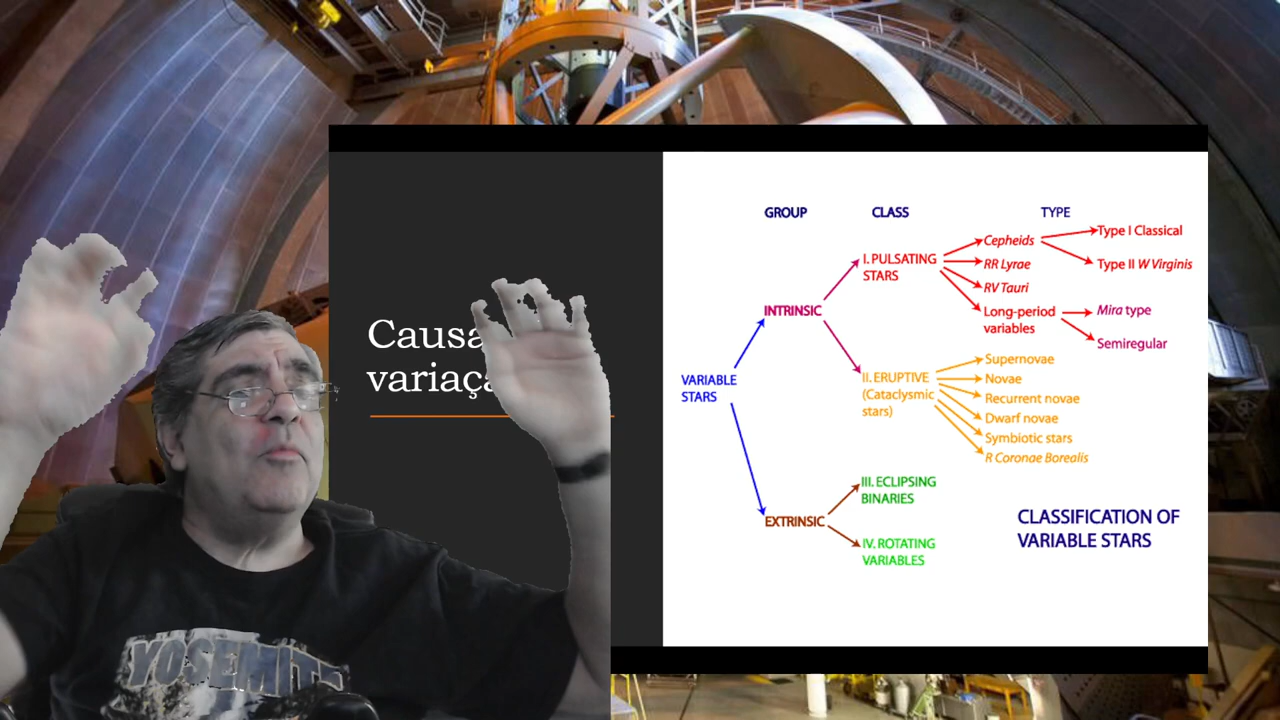 Causa
variaça
GROUP
CLASS
TYPE
VARIABLE
STARS
INTRINSIC
EXTRINSIC
I. PULSATING
STARS
II. ERUPTIVE
(Cataclysmic
stars)
III. ECLIPSING
BINARIES
IV. ROTATING
VARIABLES
Cepheids
RR Lyrae
RV Tauri
Long-period
variables
Type I Classical
Type II W Virginis
Mira type
Semiregular
Supernovae
Novae
Recurrent novae
Dwarf novae
Symbiotic stars
R Coronae Borealis
CLASSIFICATION OF
VARIABLE STARS
YOSEMITE